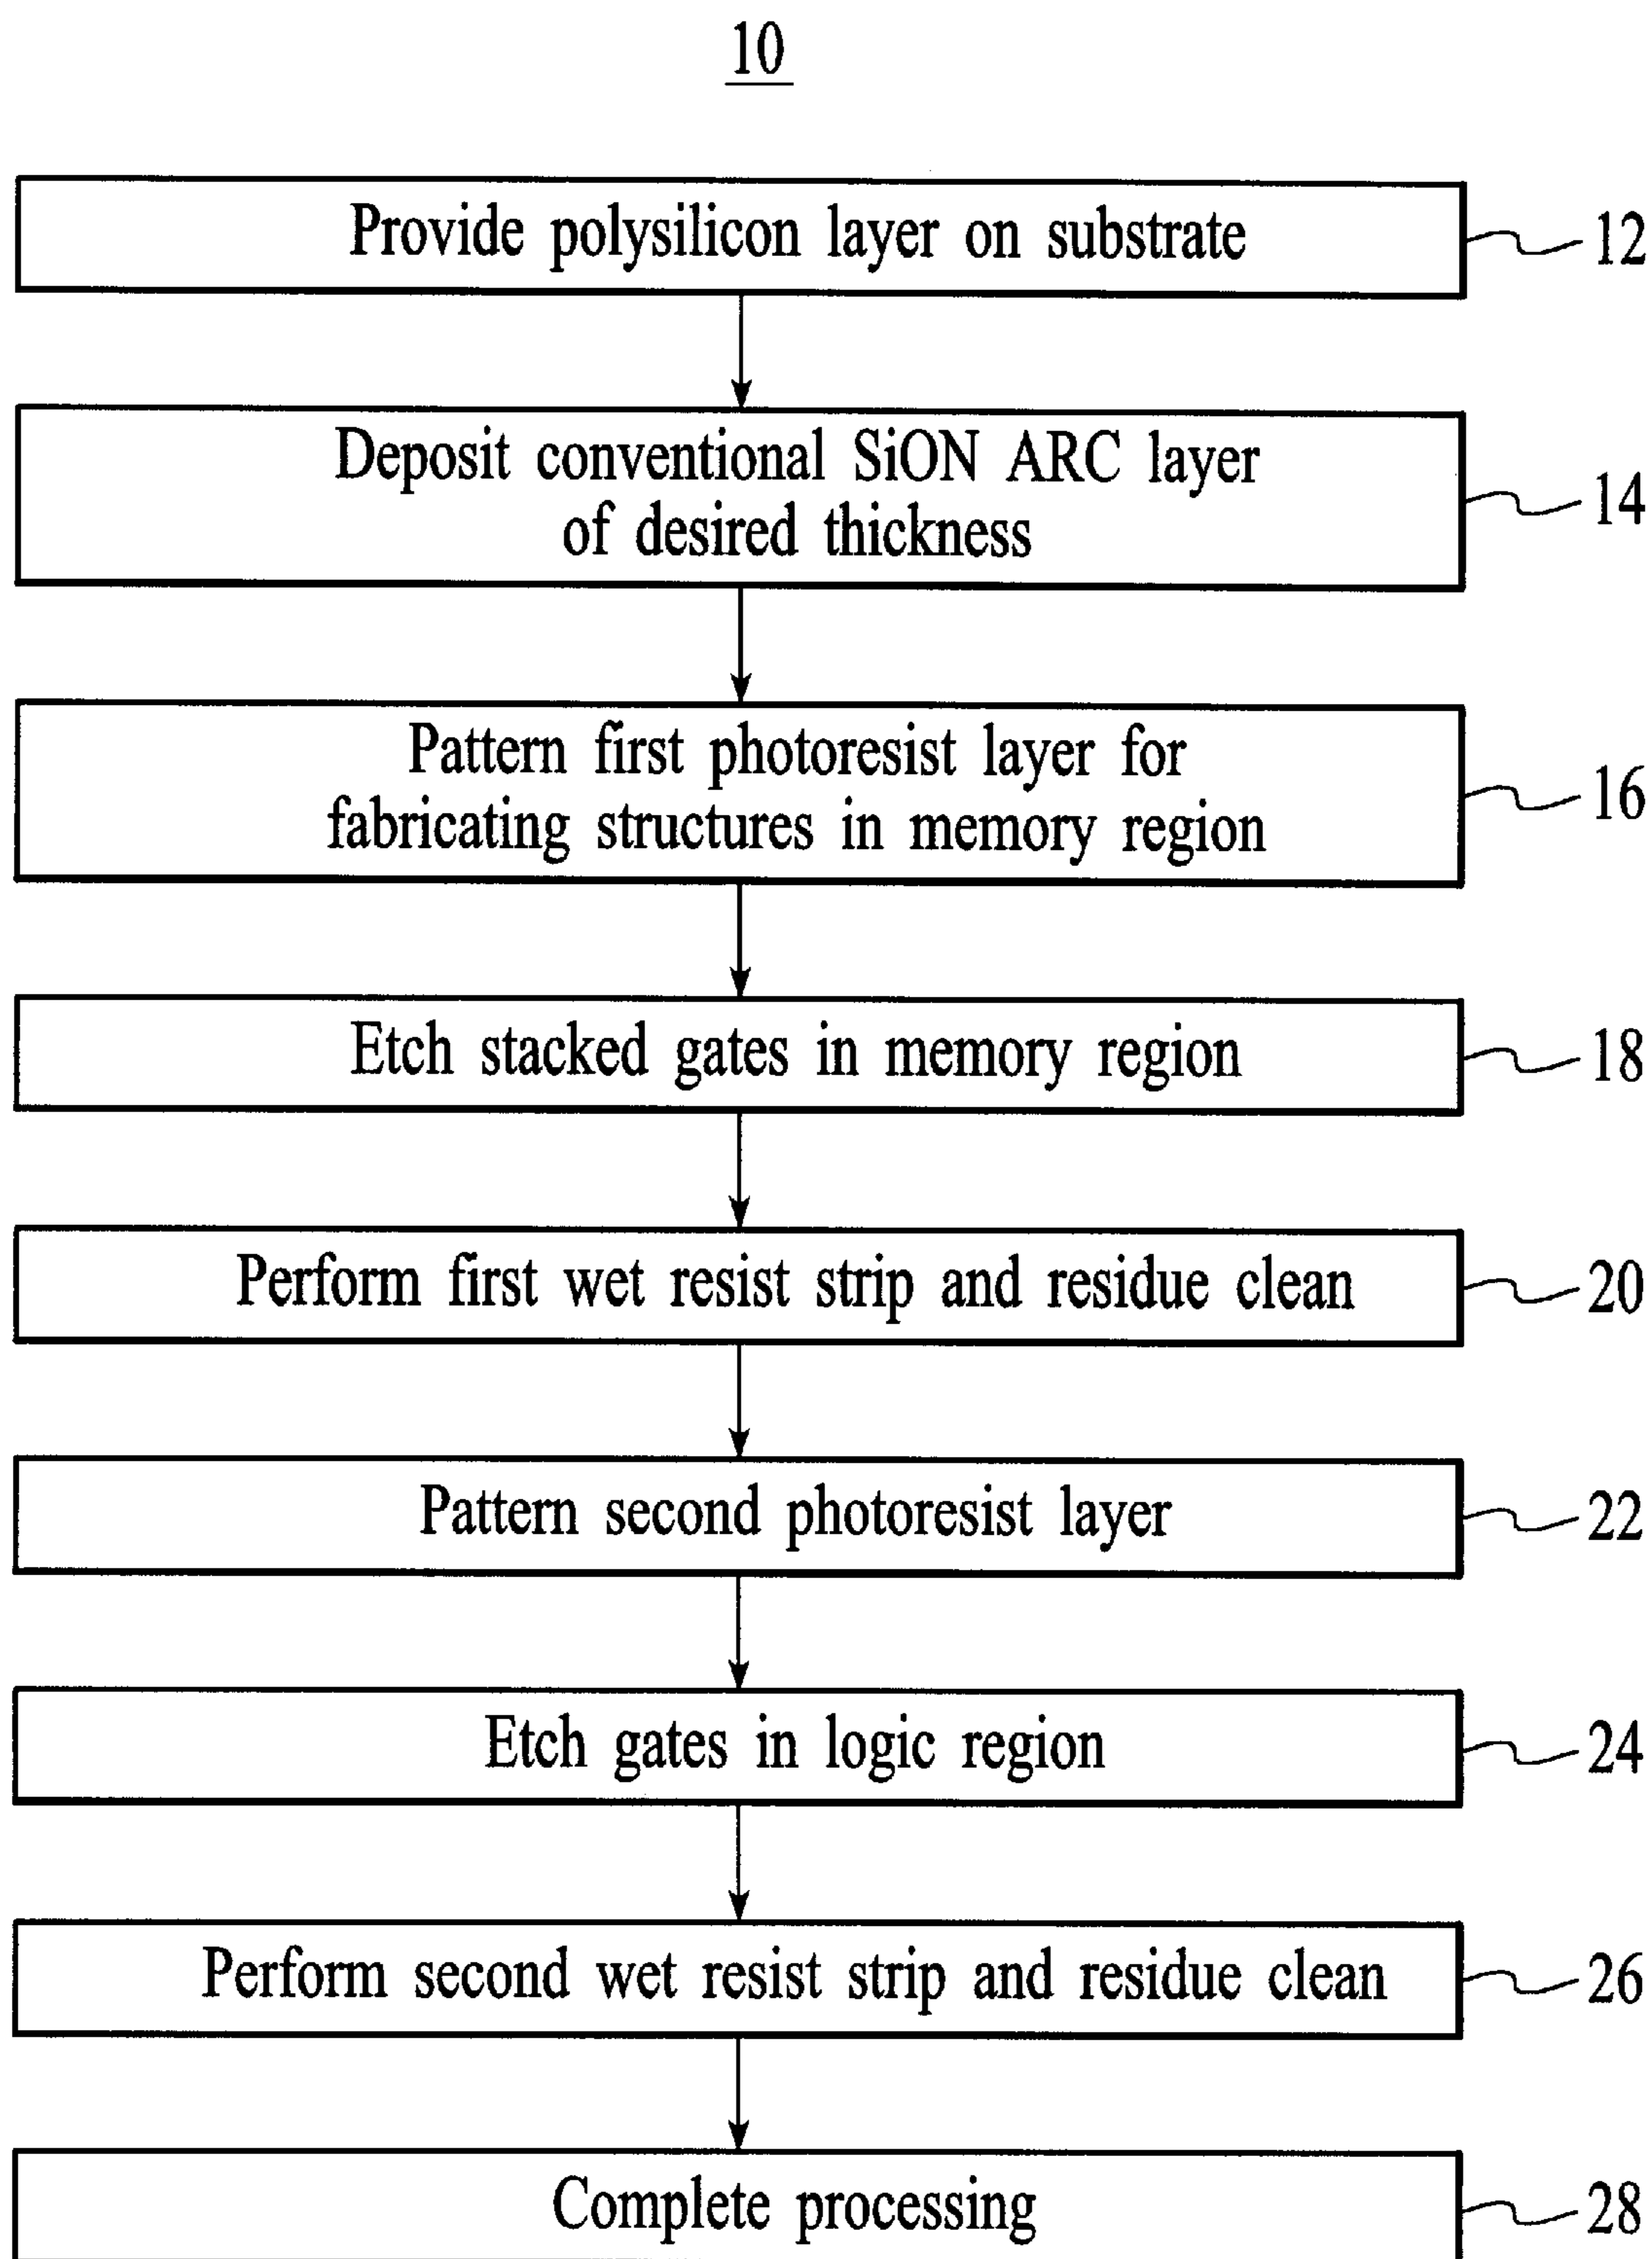 10
Provide polysilicon layer on substrate
12
Deposit conventional SiON ARC layer
of desired thickness
14
Pattern first photoresist layer for
fabricating structures in memory region
16
Etch stacked gates in memory region
18
Perform first wet resist strip and residue clean
20
Pattern second photoresist layer
22
Etch gates in logic region
24
Perform second wet resist strip and residue clean
26
Complete processing
28